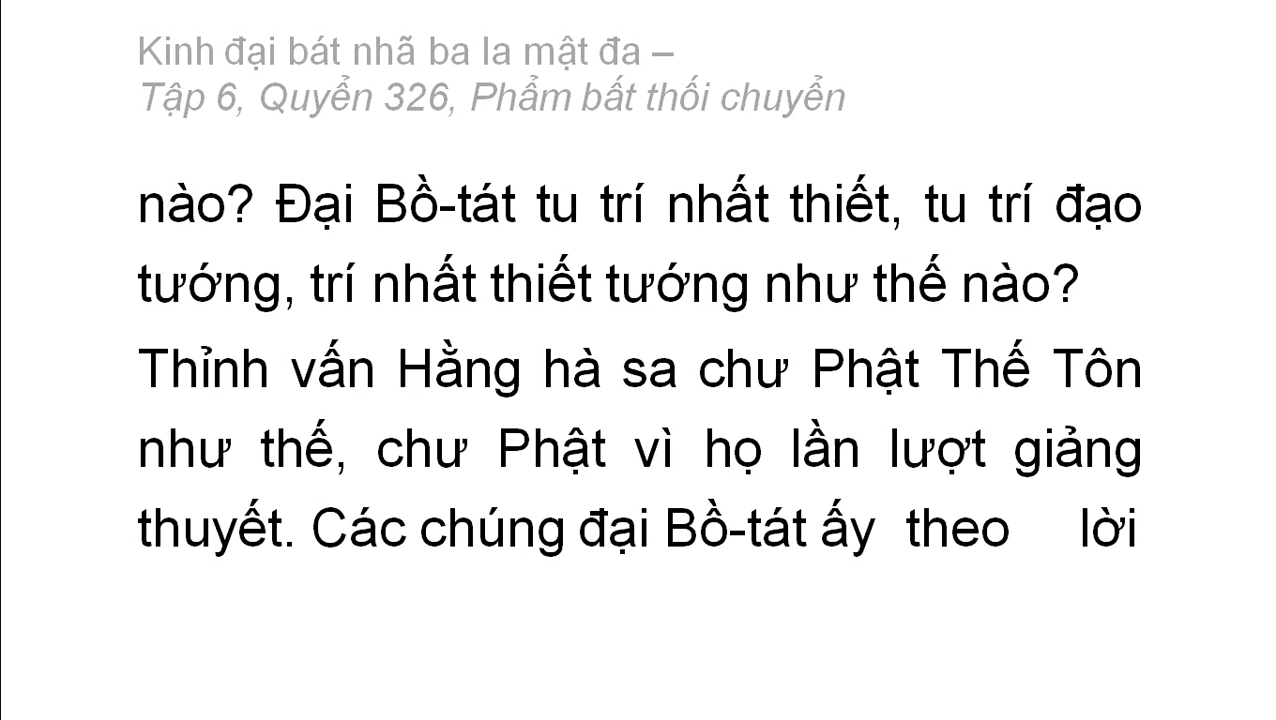 Kinh đại bát nhã ba la mật đa –
Tập 6, Quyển 326, Phẩm bất thối chuyển
nào? Đại Bồ-tát tu trí nhất thiết, tu trí đạo
tướng, trí nhất thiết tướng như thế nào?
Thỉnh vấn Hằng hà sa chư Phật Thế Tôn
như thế, chư Phật vì họ lần lượt giảng
thuyết. Các chúng đại Bồ-tát ấy theo lời